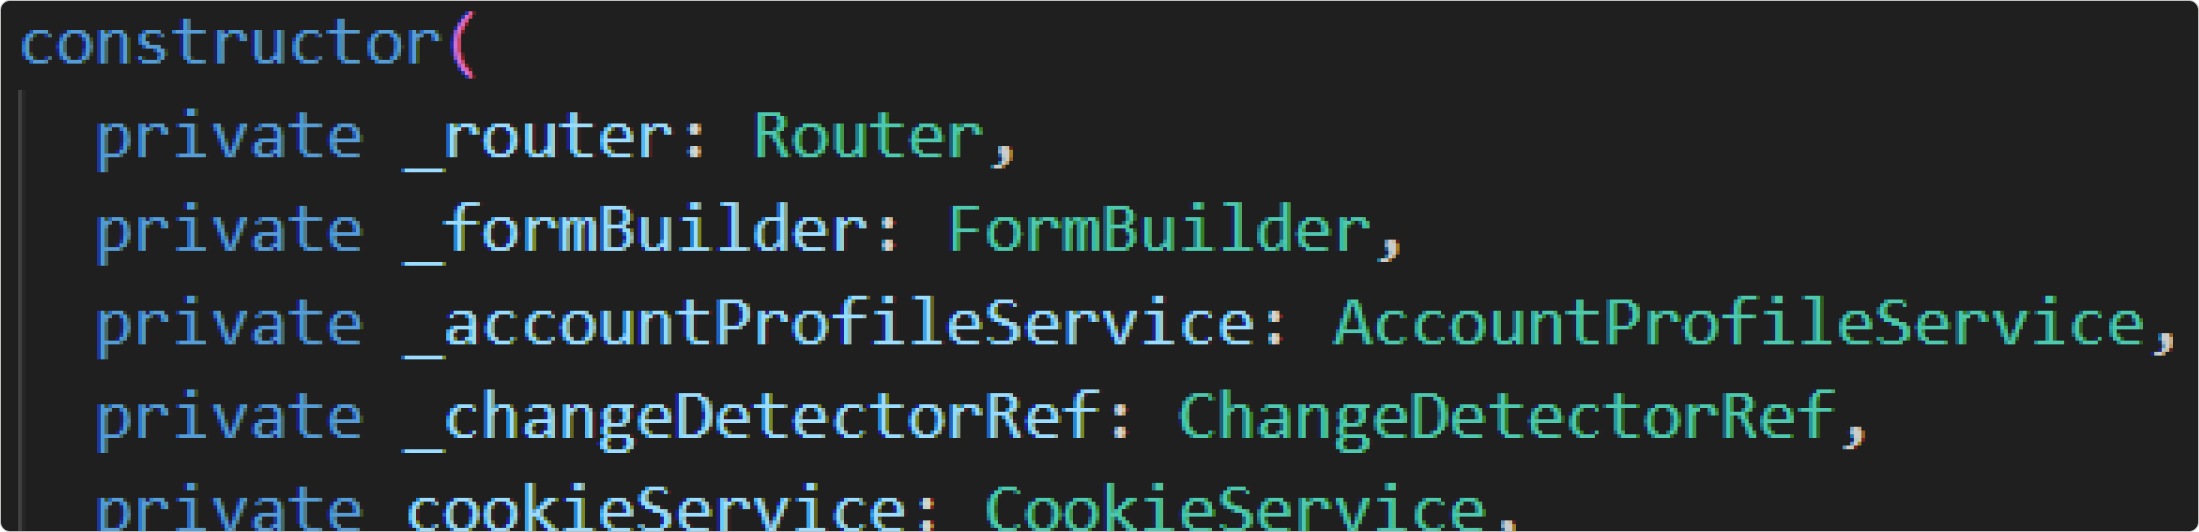 constructor(
private _router: Router,
private _formBuilder: FormBuilder,
private _accountProfileService: AccountProfileService,
private _changeDetectorRef: ChangeDetectorRef,
private cookieService: CookieService,